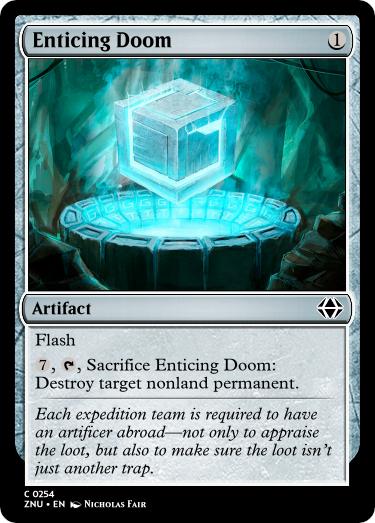 Enticing Doom 1
Artifact
Flash
7, , Sacrifice Enticing Doom:
Destroy target nonland permanent.
Each expedition team is required to have
an artificer abroad—not only to appraise
the loot, but also to make sure the loot isn't
just another trap.
C 0254
ZNU • EN Nicholas Fair